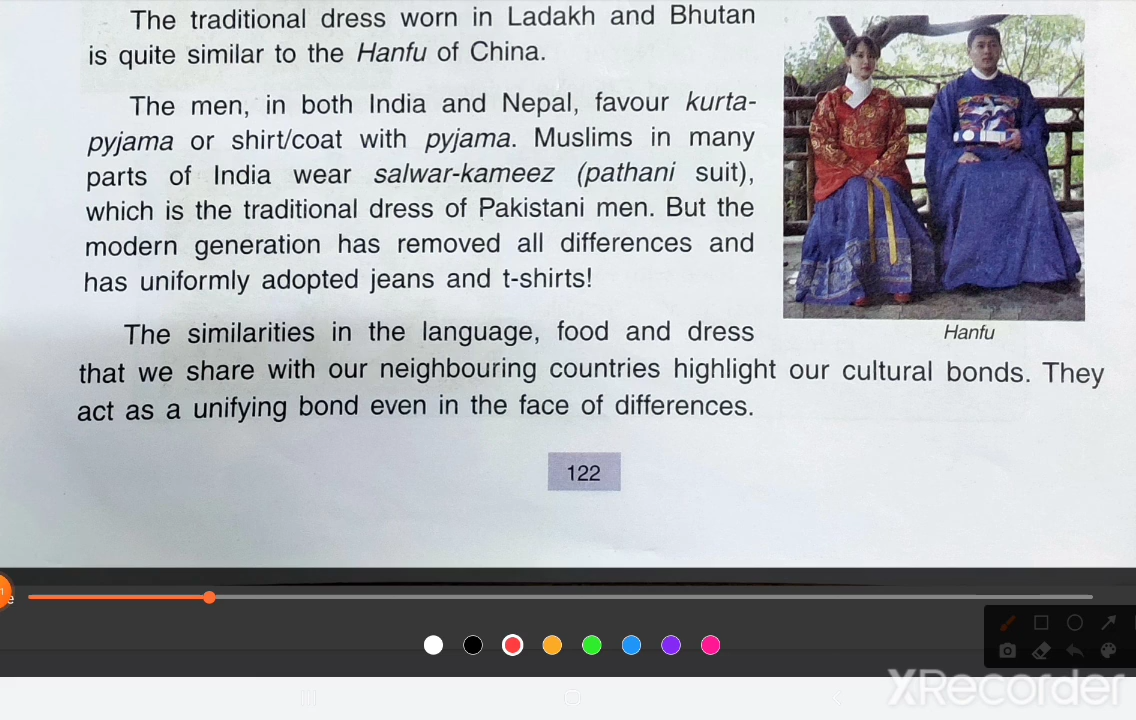 The traditional dress worn in Ladakh and Bhutan
is quite similar to the Hanfu of China.
The men, in both India and Nepal, favour kurta-
pyjama or shirt/coat with pyjama. Muslims in many
parts of India wear salwar-kameez (pathani suit),
which is the traditional dress of Pakistani men. But the
modern generation has removed all differences and
has uniformly adopted jeans and t-shirts!
Hanfu
The similarities in the language, food and dress
that we share with our neighbouring countries highlight our cultural bonds. They
act as a unifying bond even in the face of differences.
122
XRecorder